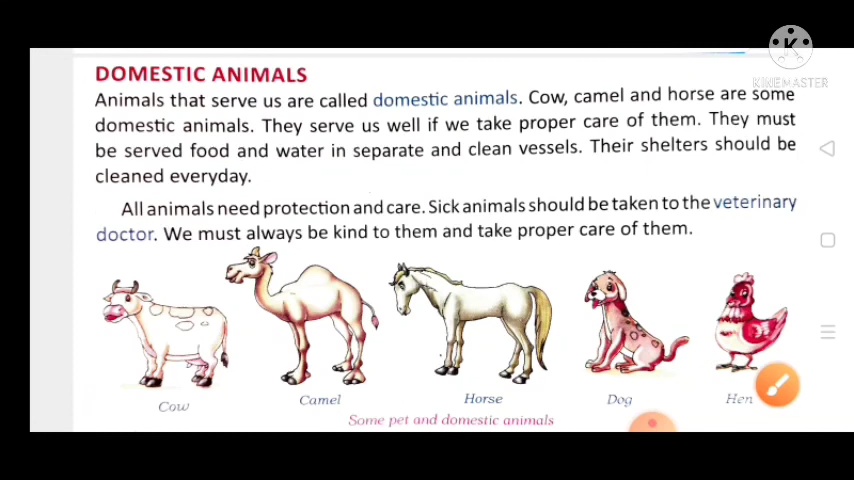 KINEMASTER
DOMESTIC ANIMALS
Animals that serve us are called domestic animals. Cow, camel and horse are some
domestic animals. They serve us well if we take proper care of them. They must
be served food and water in separate and clean vessels. Their shelters should be
cleaned everyday.
All animals need protection and care. Sick animals should be taken to the veterinary
doctor. We must always be kind to them and take proper care of them.
Cow
Camel
Horse
Dog
Hen
Some pet and domestic animals